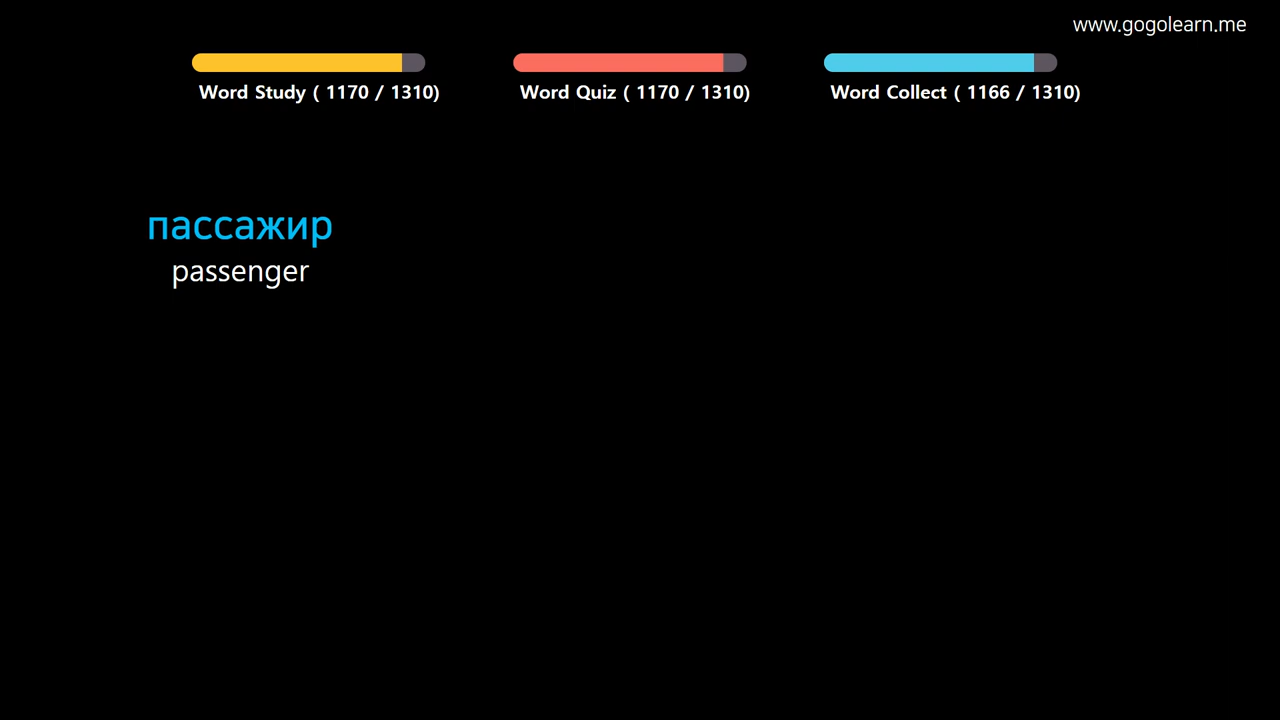 www.gogolearn.me
Word Study ( 1170 / 1310)
Word Quiz ( 1170 / 1310)
Word Collect ( 1166 / 1310)
пассажир
passenger